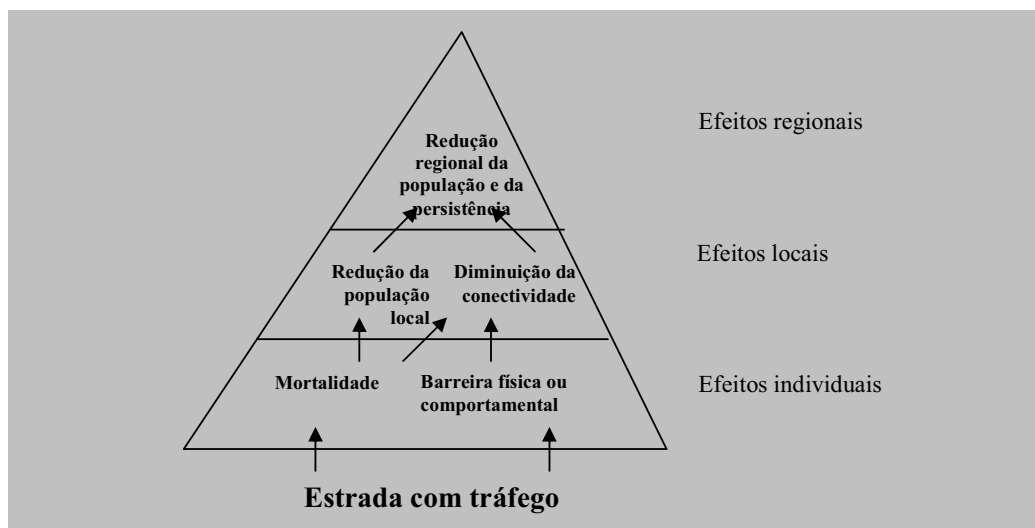 Redução
regional da
população e da
persistência
Efeitos regionais
Redução da
população
local
Diminuição da
conectividade
Efeitos locais
Mortalidade
Barreira física ou
comportamental
Efeitos individuais
Estrada com tráfego